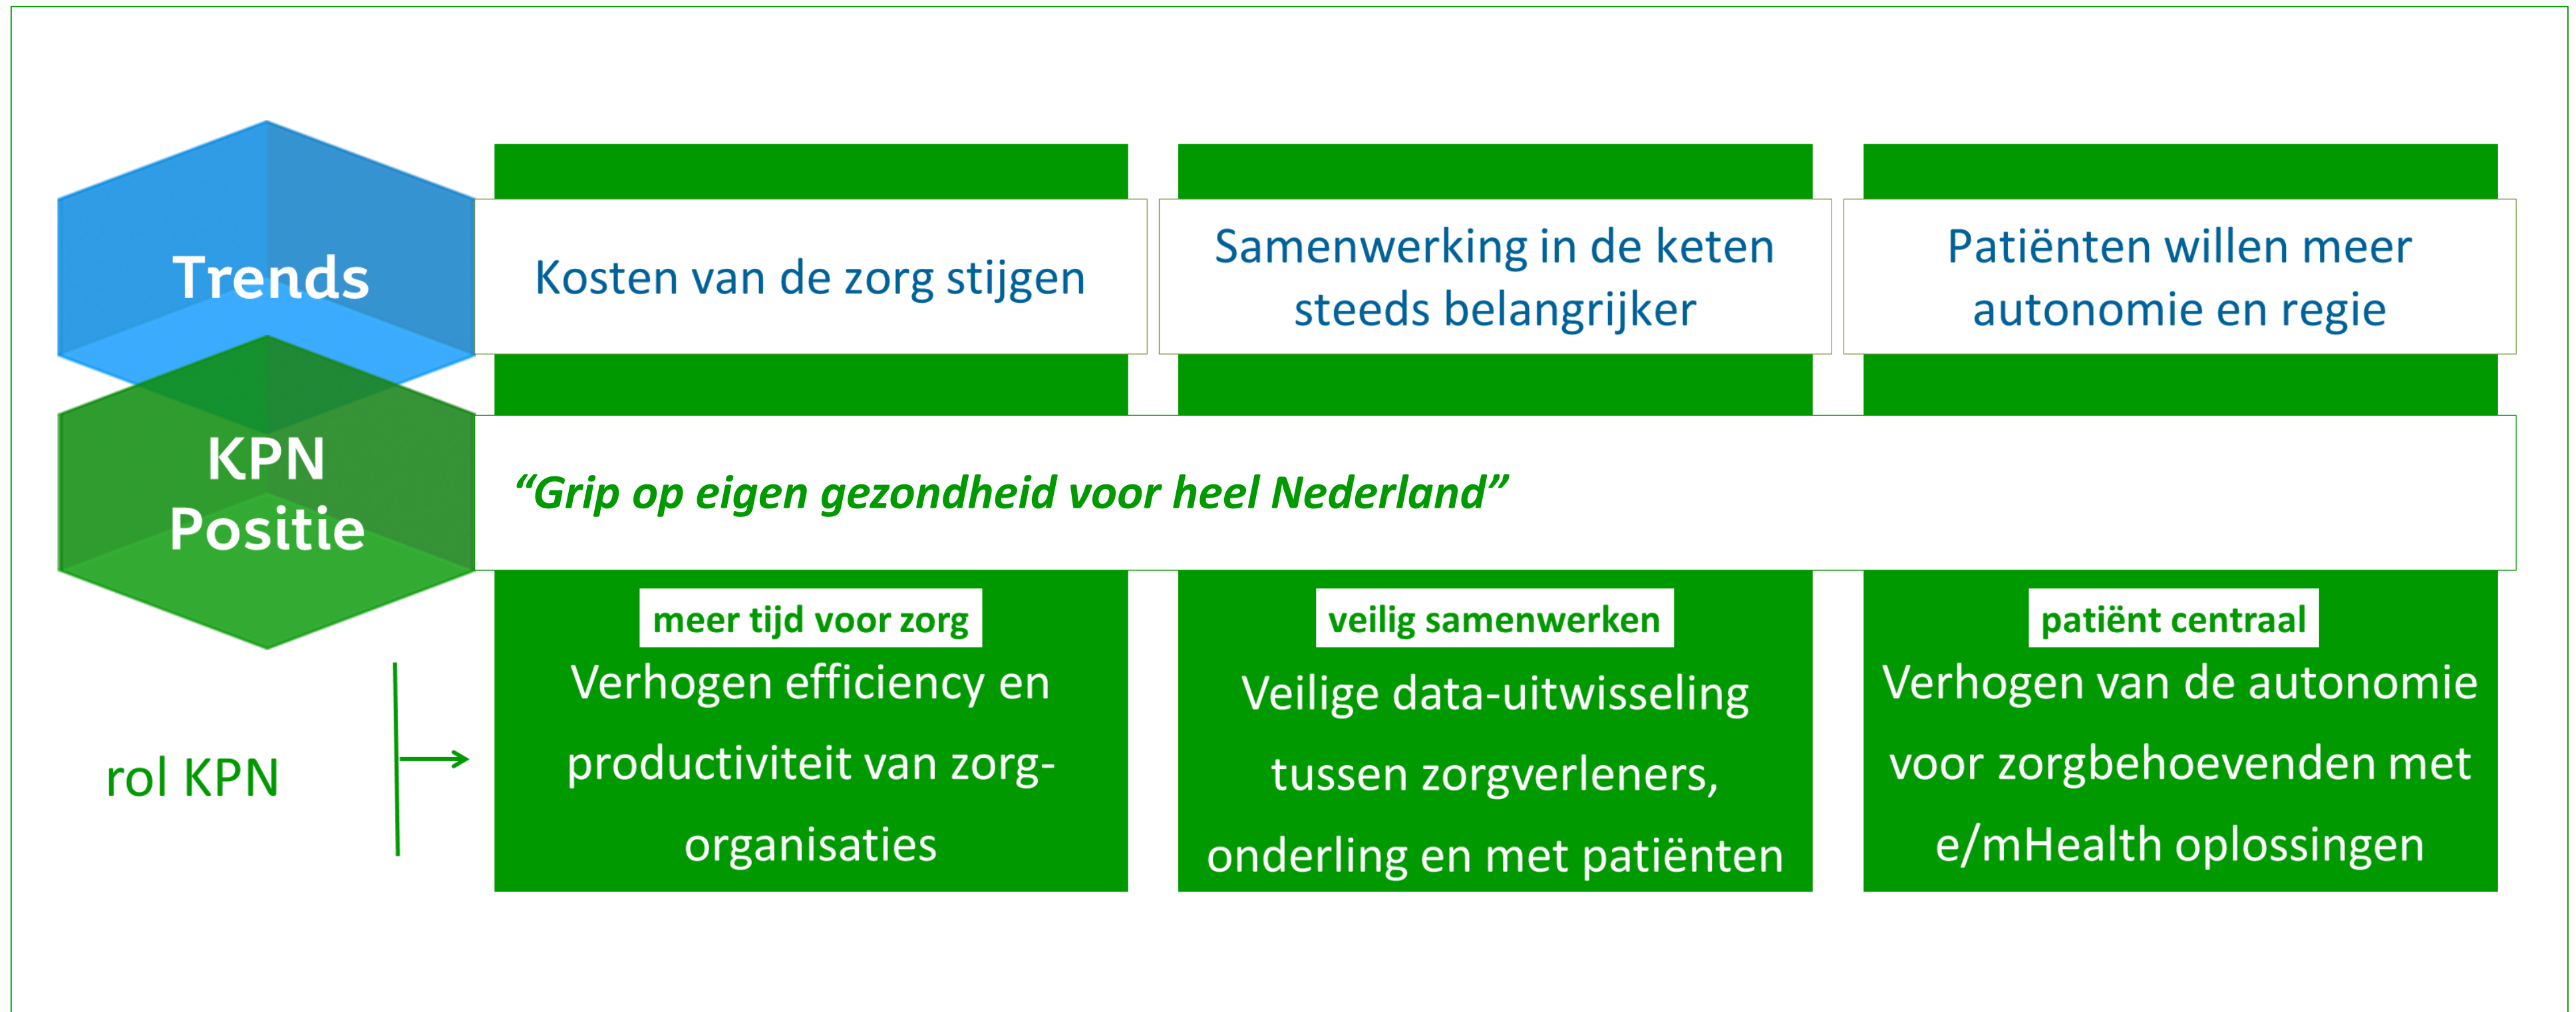 Trends
Kosten van de zorg stijgen
Samenwerking in de keten
steeds belangrijker
Patiënten willen meer
autonomie en regie
KPN
Positie
“Grip op eigen gezondheid voor heel Nederland”
rol KPN
meer tijd voor zorg
Verhogen efficiency en
productiviteit van zorg-
organisaties
veilig samenwerken
Veilige data-uitwisseling
tussen zorgverleners,
onderling en met patiënten
patiënt centraal
Verhogen van de autonomie
voor zorgbehoevenden met
e/mHealth oplossingen